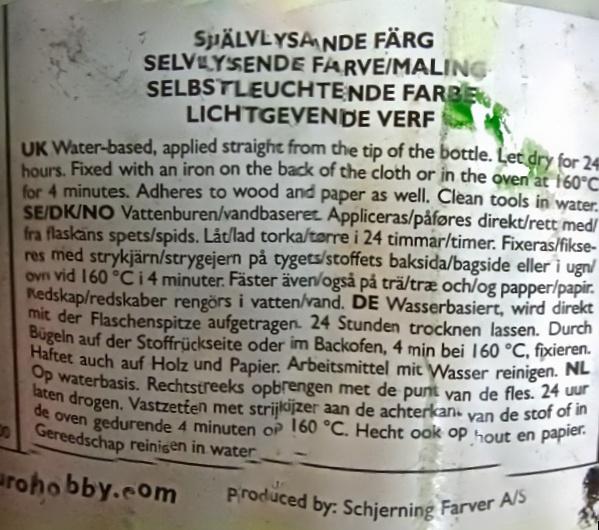 SJÄLVLYSANDE FÄRG
SELVLYSENDE FARVE/MALING
SELBSTLEUCHTENDE FARBE
LICHTGEVENDE VERF
UK Water-based, applied straight from the tip of the bottle. Let dry for 24
hours. Fixed with an iron on the back of the cloth or in the oven at 160°C
for 4 minutes. Adheres to wood and paper as well. Clean tools in water.
SE/DK/NO Vattenburen/vandbaseret. Appliceras/påføres direkt/rett med/
fra flaskans spets/spids. Låt/lad torka/tørre i 24 timmar/timer. Fixeras/fikse-
res med strykjärn/strygejern på tygets/stoffets baksida/bagside eller i ugn/
ovn vid 160 °C i 4 minuter. Fäster även/også på trä/træ och/og papper/papir.
Redskap/redskaber rengörs i vatten/vand. DE Wasserbasiert, wird direkt
mit der Flaschenspitze aufgetragen. 24 Stunden trocknen lassen. Durch
Bügeln auf der Stoffrückseite oder im Backofen, 4 min bei 160 °C, fixieren.
Haftet auch auf Holz und Papier. Arbeitsmittel mit Wasser reinigen. NL
Op waterbasis. Rechtstreeks opbrengen met de punt van de fles. 24 uur
laten drogen. Vastzetten met strijkijzer aan de achterkant van de stof of in
de oven gedurende 4 minuten op 160 °C. Hecht ook op hout en papier.
Gereedschap reinigen in water
urohobby.com
Produced by: Schjerning Farver A/S